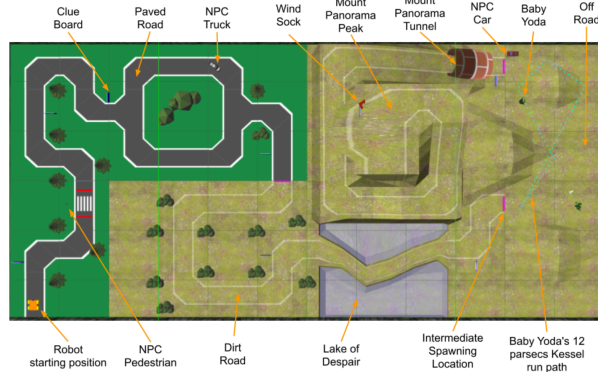 Clue
Board
Paved
Road
NPC
Truck
Wind
Sock
Mount
Panorama
Peak
Mount
Panorama
Tunnel
NPC
Car
Baby
Yoda
Off
Road
Robot
starting position
NPC
Pedestrian
Dirt
Road
Lake of
Despair
Intermediate
Spawning
Location
Baby Yoda's 12
parsecs Kessel
run path